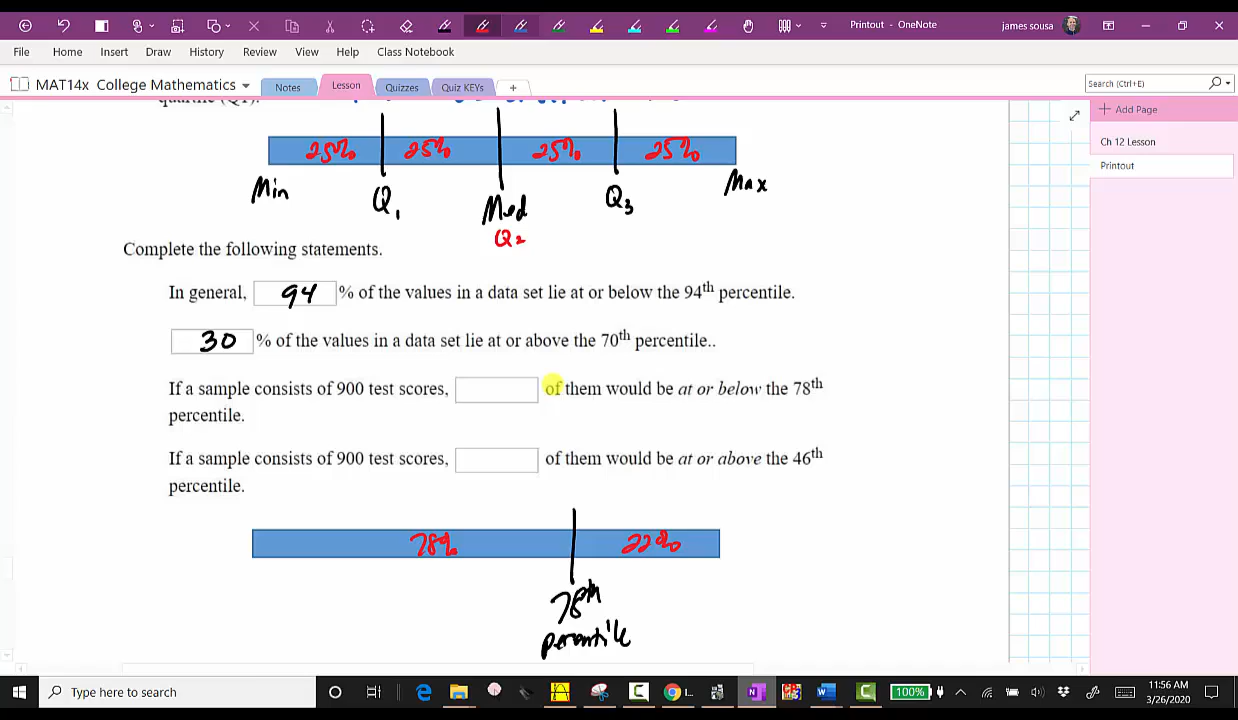 Printout - OneNote
james sousa
File Home Insert Draw History Review View Help Class Notebook
MAT14x College Mathematics
Notes Lesson Quizzes Quiz KEYs +
Search (Ctrl+E)
Add Page
Ch 12 Lesson
Printout
quartile (Q1).
25% 25% 25% 25%
Min Q1 Med Q3 Max
Q2
Complete the following statements.
In general, 94 % of the values in a data set lie at or below the 94th percentile.
30 % of the values in a data set lie at or above the 70th percentile..
If a sample consists of 900 test scores, of them would be at or below the 78th
percentile.
If a sample consists of 900 test scores, of them would be at or above the 46th
percentile.
78% 22%
78th
percentile
Type here to search
100%
11:56 AM
3/26/2020